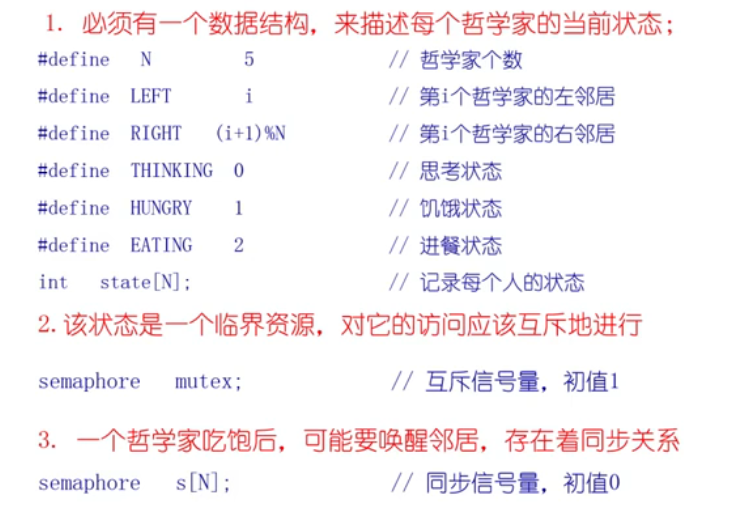 1. 必须有一个数据结构，来描述每个哲学家的当前状态；
#define N 5 // 哲学家个数
#define LEFT i // 第i个哲学家的左邻居
#define RIGHT (i+1)%N // 第i个哲学家的右邻居
#define THINKING 0 // 思考状态
#define HUNGRY 1 // 饥饿状态
#define EATING 2 // 进餐状态
int state[N]; // 记录每个人的状态
2.该状态是一个临界资源，对它的访问应该互斥地进行
semaphore mutex; // 互斥信号量，初值1
3. 一个哲学家吃饱后，可能要唤醒邻居，存在着同步关系
semaphore s[N]; // 同步信号量，初值0